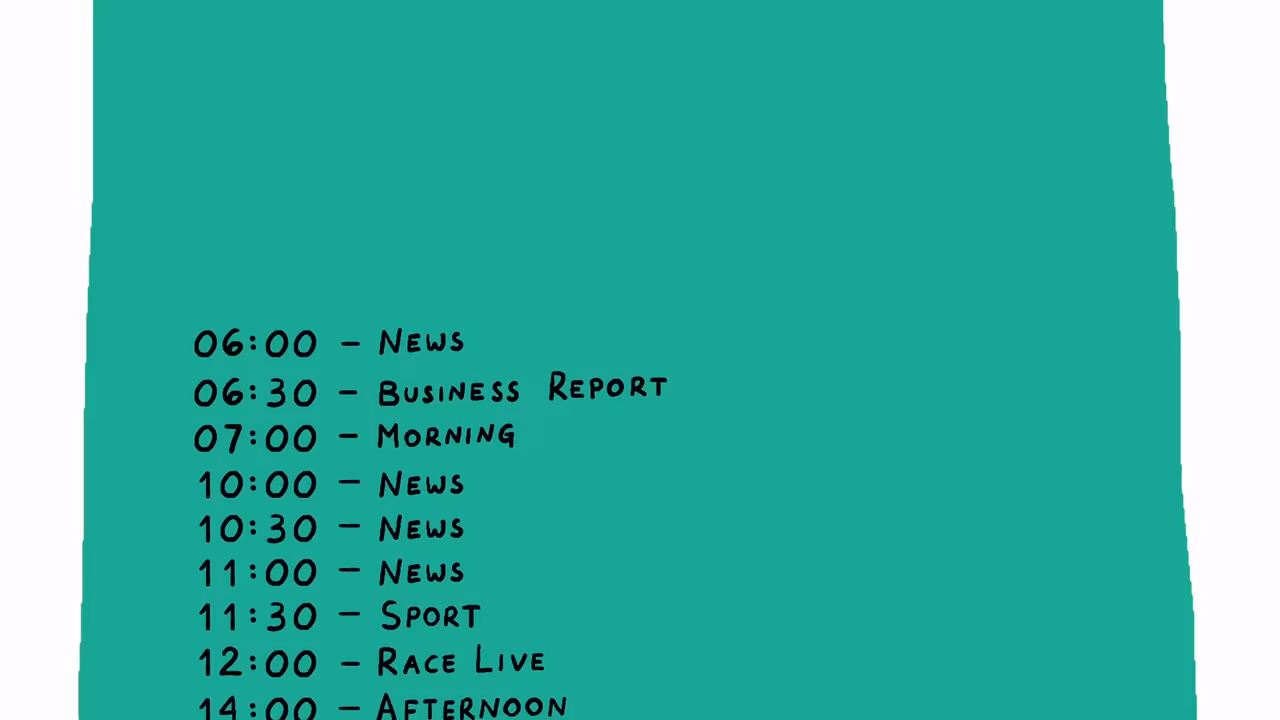 06:00 – News
06:30 – Business Report
07:00 – Morning
10:00 – News
10:30 – News
11:00 – News
11:30 – Sport
12:00 – Race Live
14:00 – Afternoon